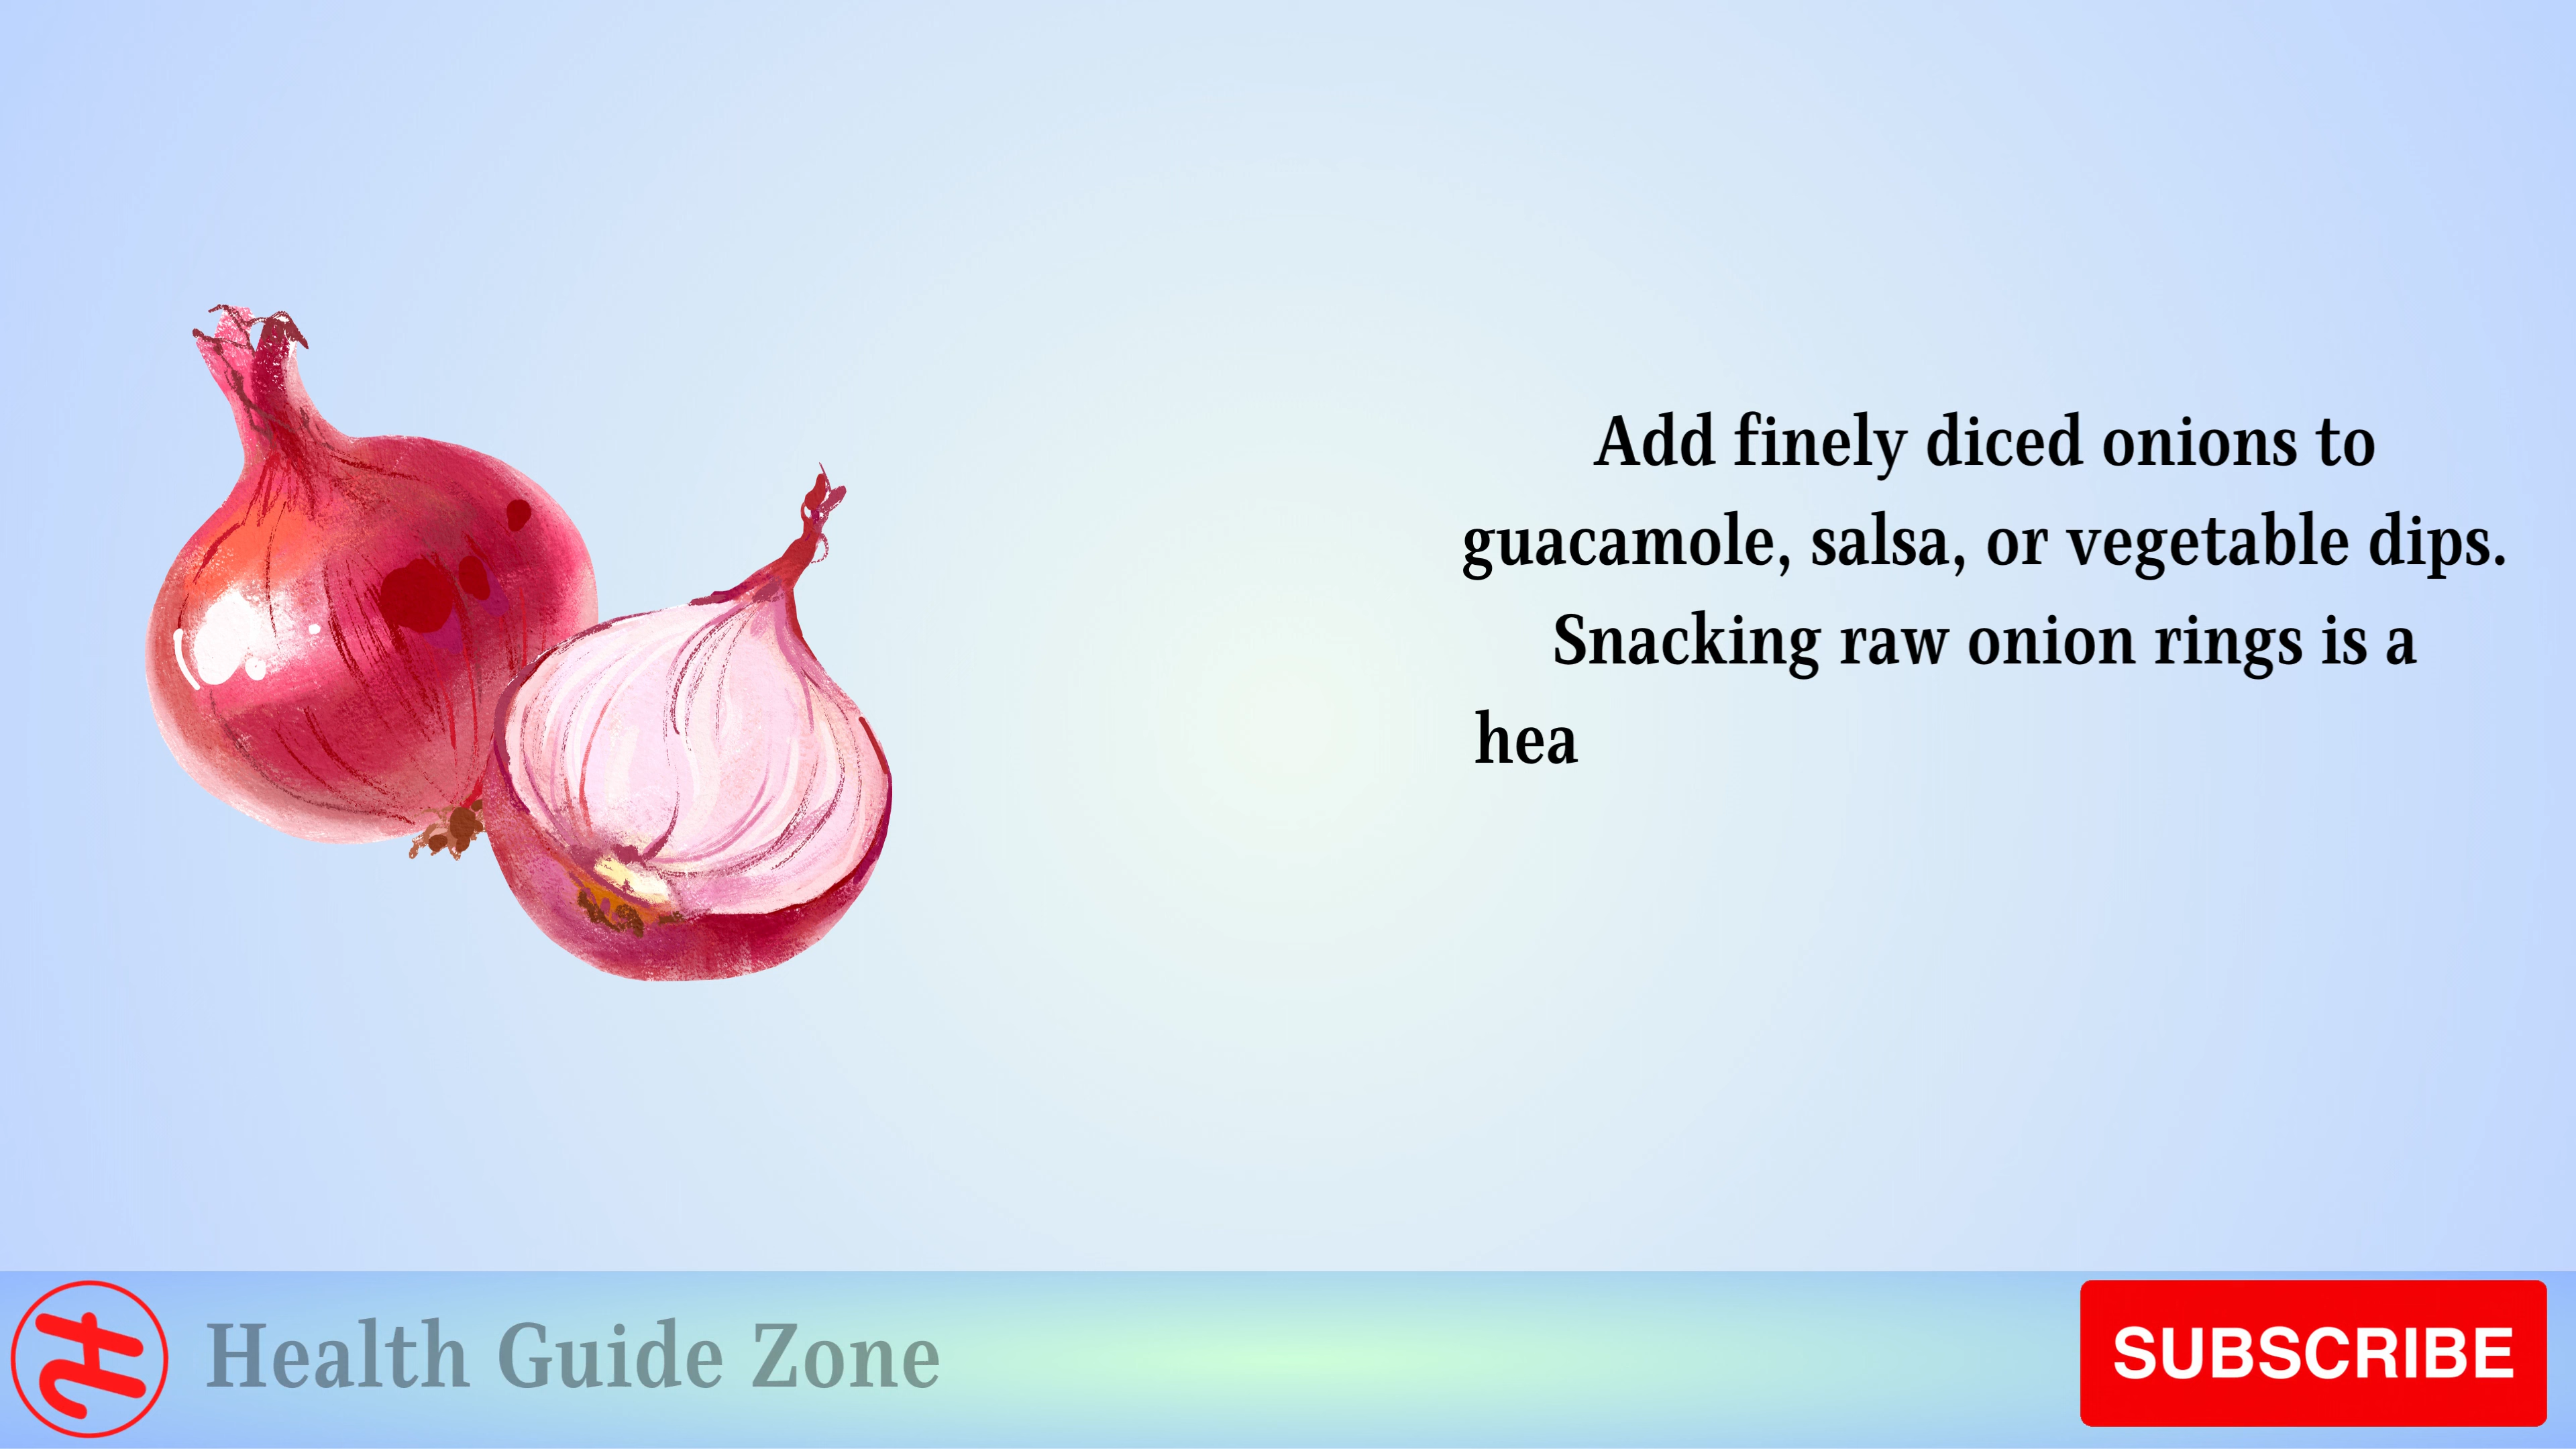 Add finely diced onions to
guacamole, salsa, or vegetable dips.
Snacking raw onion rings is a
hea
Health Guide Zone
SUBSCRIBE